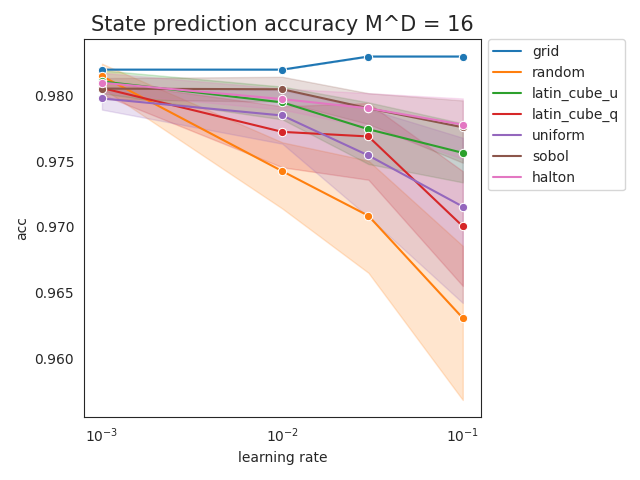 State prediction accuracy M^D = 16
grid
random
latin_cube_u
latin_cube_q
uniform
sobol
halton
acc
0.980
0.975
0.970
0.965
0.960
10⁻³ 10⁻² 10⁻¹
learning rate